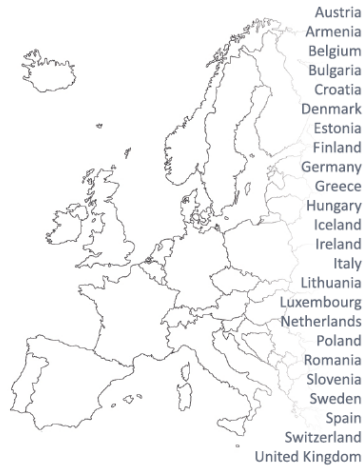 Austria
Armenia
Belgium
Bulgaria
Croatia
Denmark
Estonia
Finland
Germany
Greece
Hungary
Iceland
Ireland
Italy
Lithuania
Luxembourg
Netherlands
Poland
Romania
Slovenia
Sweden
Spain
Switzerland
United Kingdom